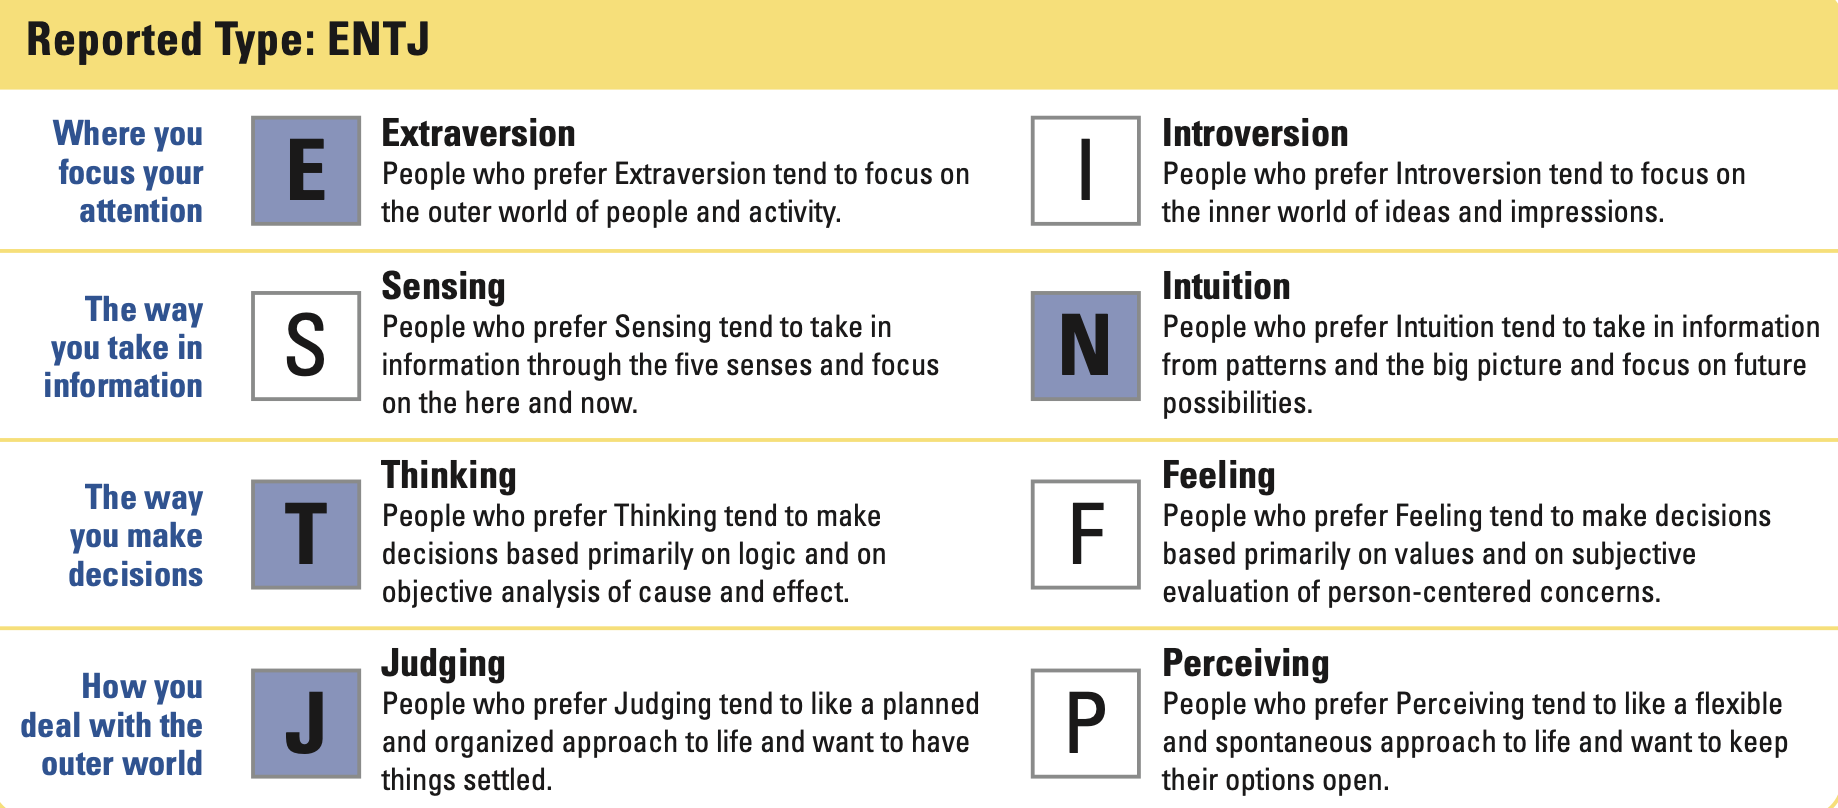 Reported Type: ENTJ
Where you
focus your
attention
E
Extraversion
People who prefer Extraversion tend to focus on
the outer world of people and activity.
I
Introversion
People who prefer Introversion tend to focus on
the inner world of ideas and impressions.
The way
you take in
information
S
Sensing
People who prefer Sensing tend to take in
information through the five senses and focus
on the here and now.
N
Intuition
People who prefer Intuition tend to take in information
from patterns and the big picture and focus on future
possibilities.
The way
you make
decisions
T
Thinking
People who prefer Thinking tend to make
decisions based primarily on logic and on
objective analysis of cause and effect.
F
Feeling
People who prefer Feeling tend to make decisions
based primarily on values and on subjective
evaluation of person-centered concerns.
How you
deal with the
outer world
J
Judging
People who prefer Judging tend to like a planned
and organized approach to life and want to have
things settled.
P
Perceiving
People who prefer Perceiving tend to like a flexible
and spontaneous approach to life and want to keep
their options open.